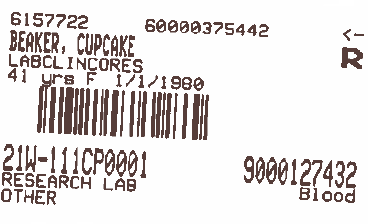 6157722 60000375442
<-
BEAKER, CUPCAKE
R
LABCLINCORES
41 yrs F 1/1/1980
21W-111CP0001 9000127432
RESEARCH LAB Blood
OTHER